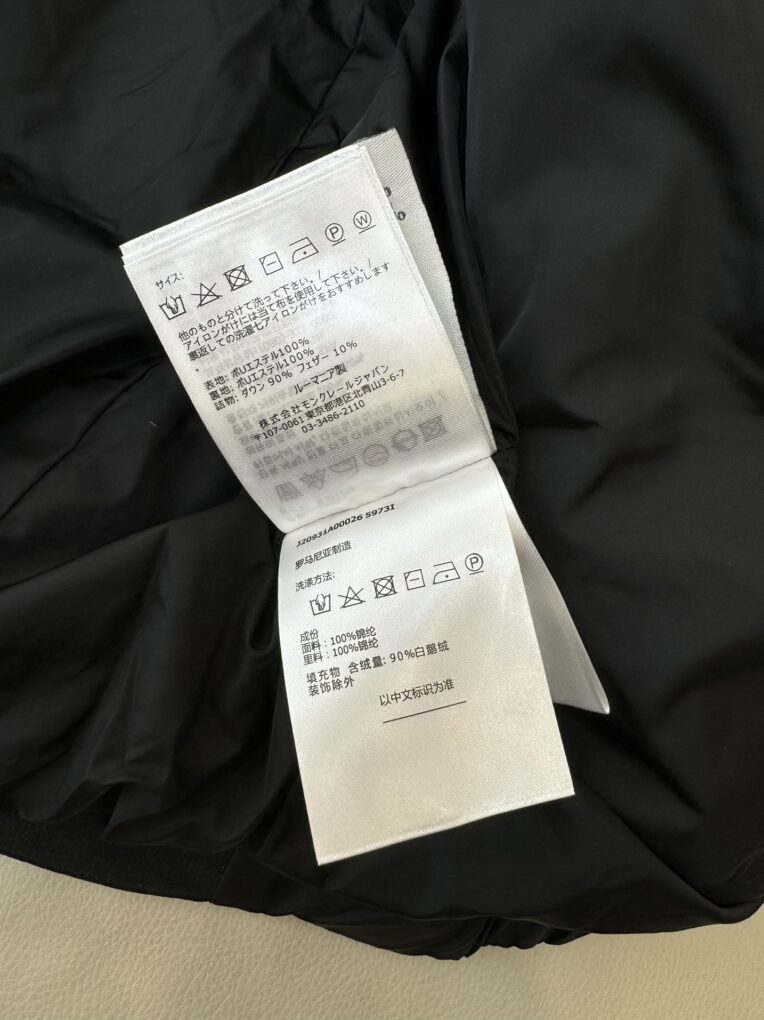 サイズ:
P W
他のものと分けて洗って下さい。/
アイロンがけには当て布を使用して下さい。/
裏返しての洗濯七アイロンがけをおすすめします
.
表地: ポUエステル100%
裏地: ポUエステル100%
詰物: ダウン 90% フェザー 10%
ルーマニア製
株式会社モンクレールジャパン
〒107-0061 東京都港区北青山3-6-7
03-3486-2110
J20931A00026 5973I
罗马尼亚制造
洗涤方法:
P
成份
面料 : 100%锦纶
里料 : 100%锦纶
填充物 含绒量: 90%白鹅绒
装饰除外
以中文标识为准